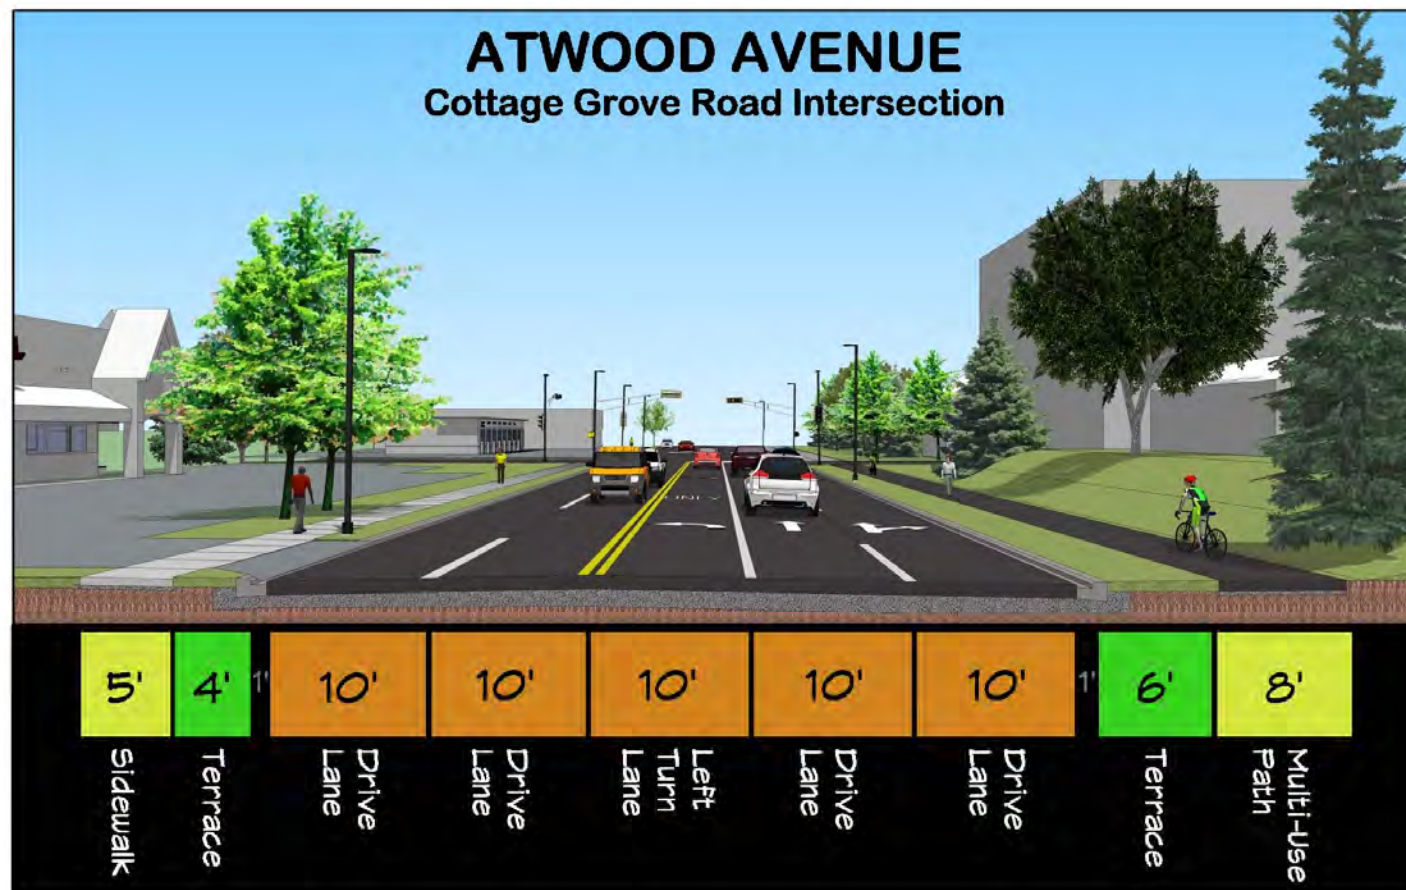 ATWOOD AVENUE
Cottage Grove Road Intersection
ONLY
5'
4'
1'
10'
10'
10'
10'
10'
1'
6'
8'
Sidewalk
Terrace
Drive
Lane
Drive
Lane
Left
Turn
Lane
Drive
Lane
Drive
Lane
Terrace
Multi-Use
Path